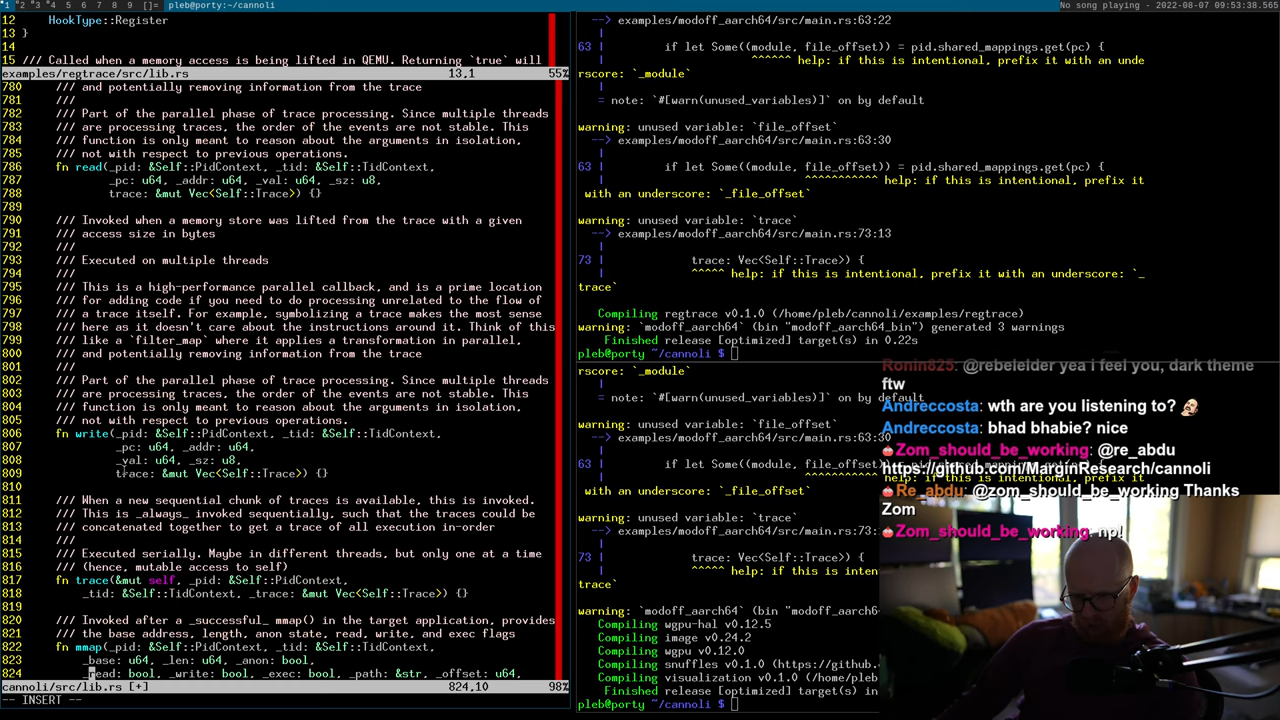 1 2 3 4 5 6 7 8 9 []= pleb@porty:~/cannoli No song playing - 2022-08-07 09:53:38.565
12     HookType::Register
13 }
14
15 /// Called when a memory access is being lifted in QEMU. Returning `true` will
examples/regtrace/src/lib.rs 13,1 55%
780     /// and potentially removing information from the trace
781     ///
782     /// Part of the parallel phase of trace processing. Since multiple threads
783     /// are processing traces, the order of the events are not stable. This
784     /// function is only meant to reason about the arguments in isolation,
785     /// not with respect to previous operations.
786     fn read(_pid: &Self::PidContext, _tid: &Self::TidContext,
787             _pc: u64, _addr: u64, _val: u64, _sz: u8,
788             trace: &mut Vec<Self::Trace>) {}
789
790     /// Invoked when a memory store was lifted from the trace with a given
791     /// access size in bytes
792     ///
793     /// Executed on multiple threads
794     ///
795     /// This is a high-performance parallel callback, and is a prime location
796     /// for adding code if you need to do processing unrelated to the flow of
797     /// a trace itself. For example, symbolizing a trace makes the most sense
798     /// here as it doesn't care about the instructions around it. Think of this
799     /// like a `filter_map` where it applies a transformation in parallel,
800     /// and potentially removing information from the trace
801     ///
802     /// Part of the parallel phase of trace processing. Since multiple threads
803     /// are processing traces, the order of the events are not stable. This
804     /// function is only meant to reason about the arguments in isolation,
805     /// not with respect to previous operations.
806     fn write(_pid: &Self::PidContext, _tid: &Self::TidContext,
807              _pc: u64, _addr: u64,
808              _val: u64, _sz: u8,
809              trace: &mut Vec<Self::Trace>) {}
810
811     /// When a new sequential chunk of traces is available, this is invoked.
812     /// This is _always_ invoked sequentially, such that the traces could be
813     /// concatenated together to get a trace of all execution in-order
814     ///
815     /// Executed serially. Maybe in different threads, but only one at a time
816     /// (hence, mutable access to self)
817     fn trace(&mut self, _pid: &Self::PidContext,
818         _tid: &Self::TidContext, _trace: &mut Vec<Self::Trace>) {}
819
820     /// Invoked after a _successful_ mmap() in the target application, provides
821     /// the base address, length, anon state, read, write, and exec flags
822     fn mmap(_pid: &Self::PidContext, _tid: &Self::TidContext,
823         _base: u64, _len: u64, _anon: bool,
824         _read: bool, _write: bool, _exec: bool, _path: &str, _offset: u64,
cannoli/src/lib.rs [+] 824,10 98%
-- INSERT --
--> examples/modoff_aarch64/src/main.rs:63:22
|
63 |         if let Some((module, file_offset)) = pid.shared_mappings.get(pc) {
^^^^^^ help: if this is intentional, prefix it with an unde
rscore: `_module`
= note: `#[warn(unused_variables)]` on by default
warning: unused variable: `file_offset`
--> examples/modoff_aarch64/src/main.rs:63:30
|
63 |         if let Some((module, file_offset)) = pid.shared_mappings.get(pc) {
^^^^^^^^^^^ help: if this is intentional, prefix it
with an underscore: `_file_offset`
warning: unused variable: `trace`
--> examples/modoff_aarch64/src/main.rs:73:13
|
73 |             trace: Vec<Self::Trace>) {
^^^^^ help: if this is intentional, prefix it with an underscore: `_
trace`
Compiling regtrace v0.1.0 (/home/pleb/cannoli/examples/regtrace)
warning: `modoff_aarch64` (bin "modoff_aarch64_bin") generated 3 warnings
Finished release [optimized] target(s) in 0.22s
pleb@porty ~/cannoli $
rscore: `_module`
|
= note: `#[warn(unused_variables)]` on by default
warning: unused variable: `file_offset`
--> examples/modoff_aarch64/src/main.rs:63:30
|
63 |         if let Some((module, file_of
with an underscore: `_file_offset`
warning: unused variable: `trace`
--> examples/modoff_aarch64/src/main.rs:73:
|
73 |             trace: Vec<Self::Trace>) {
^^^^^ help: if this is inten
trace`
warning: `modoff_aarch64` (bin "modoff_aarch6
Compiling wgpu-hal v0.12.5
Compiling image v0.24.2
Compiling wgpu v0.12.0
Compiling snuffles v0.1.0 (https://github.
Compiling visualization v0.1.0 (/home/pleb
Finished release [optimized] target(s) in
pleb@porty ~/cannoli $
Ronin825: @rebelelder yea i feel you, dark theme
ftw
Andreccosta: wth are you listening to?
Andreccosta: bhad bhabie? nice
Zom_should_be_working: @re_abdu
https://github.com/MarginResearch/cannoli
Re_abdu: @zom_should_be_working Thanks
Zom
Zom_should_be_working: np!